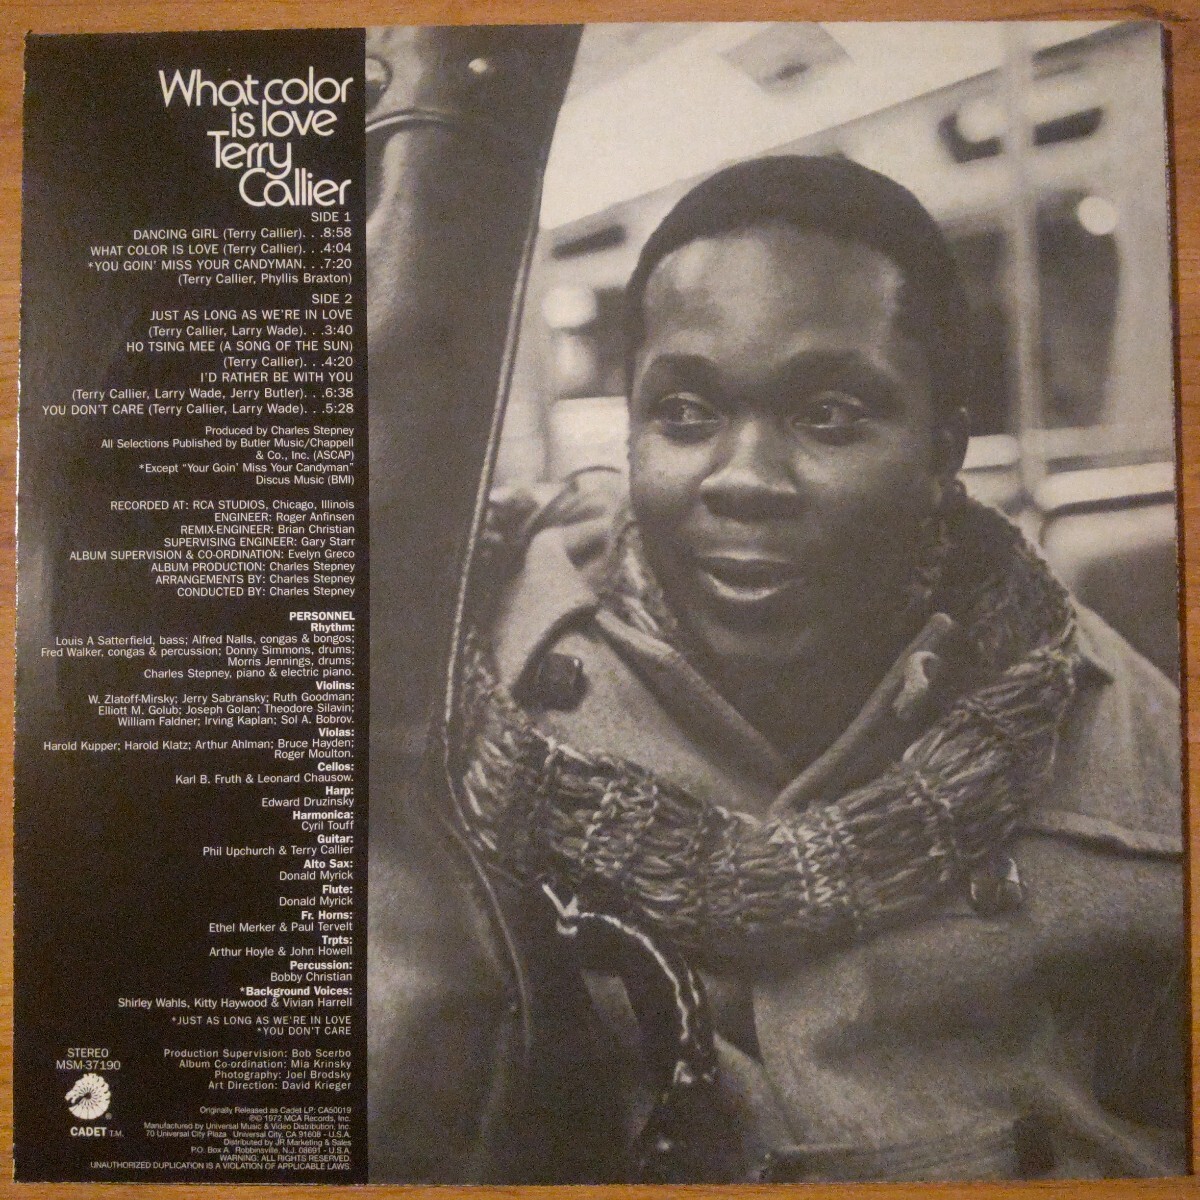 What color
is love
Terry
Callier
SIDE 1
DANCING GIRL (Terry Callier). . .8:58
WHAT COLOR IS LOVE (Terry Callier). . .4:04
*YOU GOIN' MISS YOUR CANDYMAN. . .7:20
(Terry Callier, Phyllis Braxton)
SIDE 2
JUST AS LONG AS WE'RE IN LOVE
(Terry Callier, Larry Wade). . .3:40
HO TSING MEE (A SONG OF THE SUN)
(Terry Callier). . .4:20
I'D RATHER BE WITH YOU
(Terry Callier, Larry Wade, Jerry Butler). . .6:38
YOU DON'T CARE (Terry Callier, Larry Wade). . .5:28
Produced by Charles Stepney
All Selections Published by Butler Music/Chappell
& Co., Inc. (ASCAP)
*Except "Your Goin' Miss Your Candyman"
Discus Music (BMI)
RECORDED AT: RCA STUDIOS, Chicago, Illinois
ENGINEER: Roger Anfinsen
REMIX-ENGINEER: Brian Christian
SUPERVISING ENGINEER: Gary Starr
ALBUM SUPERVISION & CO-ORDINATION: Evelyn Greco
ALBUM PRODUCTION: Charles Stepney
ARRANGEMENTS BY: Charles Stepney
CONDUCTED BY: Charles Stepney
PERSONNEL
Rhythm:
Louis A Satterfield, bass; Alfred Nalls, congas & bongos;
Fred Walker, congas & percussion; Donny Simmons, drums;
Morris Jennings, drums;
Charles Stepney, piano & electric piano.
Violins:
W. Zlatoff-Mirsky; Jerry Sabransky; Ruth Goodman;
Elliott M. Golub; Joseph Golan; Theodore Silavin;
William Faldner; Irving Kaplan; Sol A. Bobrov.
Violas:
Harold Kupper; Harold Klatz; Arthur Ahlman; Bruce Hayden;
Roger Moulton.
Cellos:
Karl B. Fruth & Leonard Chausow.
Harp:
Edward Druzinsky
Harmonica:
Cyril Touff
Guitar:
Phil Upchurch & Terry Callier
Alto Sax:
Donald Myrick
Flute:
Donald Myrick
Fr. Horns:
Ethel Merker & Paul Tervelt
Trpts:
Arthur Hoyle & John Howell
Percussion:
Bobby Christian
*Background Voices:
Shirley Wahls, Kitty Haywood & Vivian Harrell
*JUST AS LONG AS WE'RE IN LOVE
*YOU DON'T CARE
Production Supervision: Bob Scerbo
Album Co-ordination: Mia Krinsky
Photography: Joel Brodsky
Art Direction: David Krieger
STEREO
MSM-37190
®
CADET T.M.
Originally Released as Cadet LP: CA50019
℗© 1972 MCA Records, Inc.
Manufactured by Universal Music & Video Distribution, Inc.
70 Universal City Plaza Universal City, CA 91608 - U.S.A.
Distributed by JR Marketing & Sales
P.O. Box A Robbinsville, N.J. 08691 - U.S.A.
WARNING: ALL RIGHTS RESERVED.
UNAUTHORIZED DUPLICATION IS A VIOLATION OF APPLICABLE LAWS.